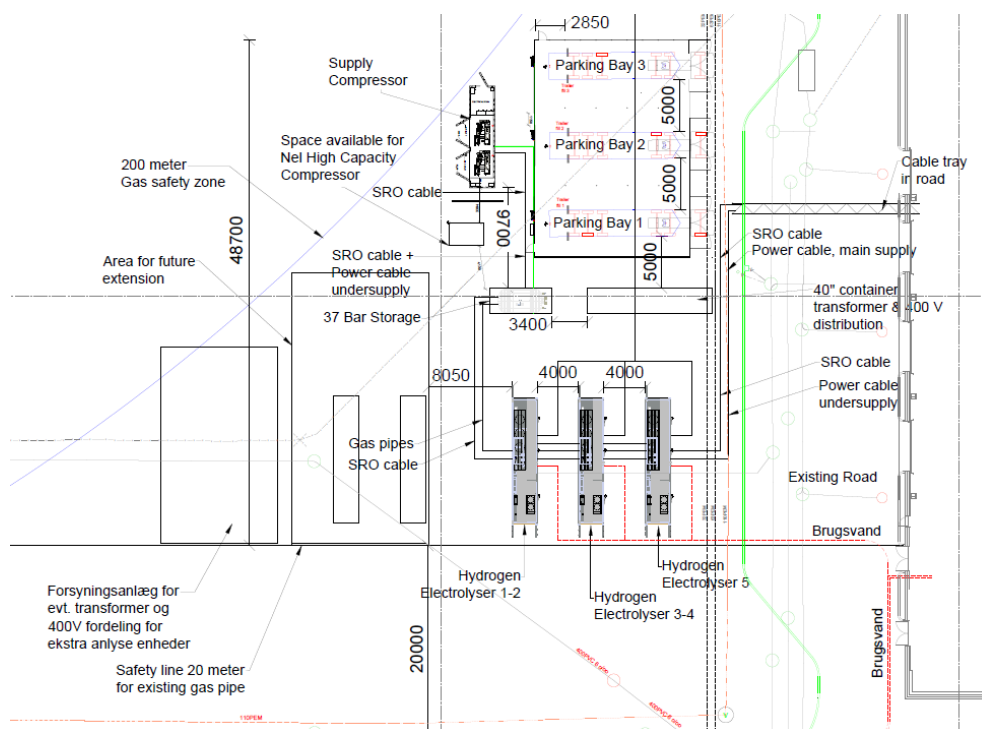 2850
Supply
Compressor
Parking Bay 3
5000
Space available for
Nel High Capacity
Compressor
Parking Bay 2
200 meter
Gas safety zone
Cable tray
in road
SRO cable
5000
9700
Parking Bay 1
48700
SRO cable
Power cable, main supply
SRO cable +
Power cable
undersupply
5000
Area for future
extension
40" container
transformer & 400 V
distribution
37 Bar Storage
3400
SRO cable
8050
4000
4000
Power cable
undersupply
Gas pipes
SRO cable
Existing Road
Brugsvand
Hydrogen
Electrolyser 1-2
Hydrogen
Electrolyser 5
Hydrogen
Electrolyser 3-4
Forsyningsanlæg for
evt. transformer og
400V fordeling for
ekstra anlyse enheder
Brugsvand
20000
Safety line 20 meter
for existing gas pipe
110PEM